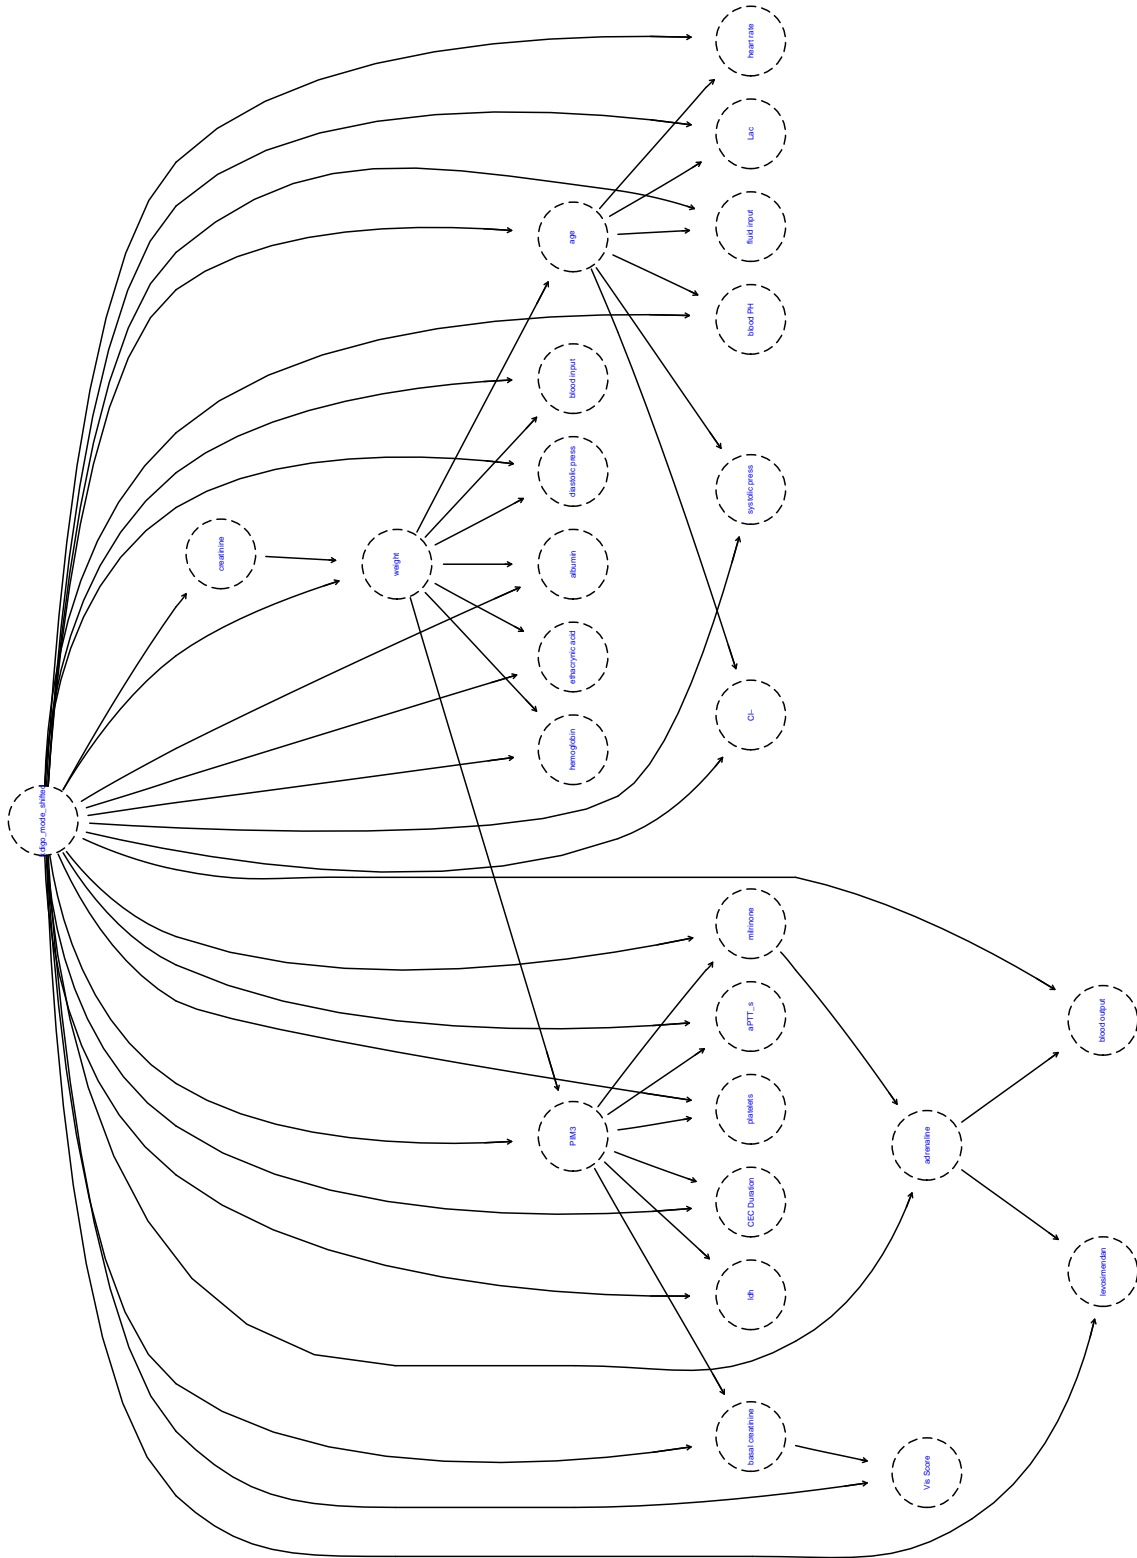 heart rate
Lac
fluid input
age
blood PH
blood input
diastolic press
systolic press
creatinine
weight
albumin
ethacrynic acid
Cl-
hemoglobin
kdigo_mode_shifted
milrinone
aPTT_s
blood output
platelets
PIM3
adrenaline
CEC Duration
levosimendan
ldh
basal creatinine
Vis Score